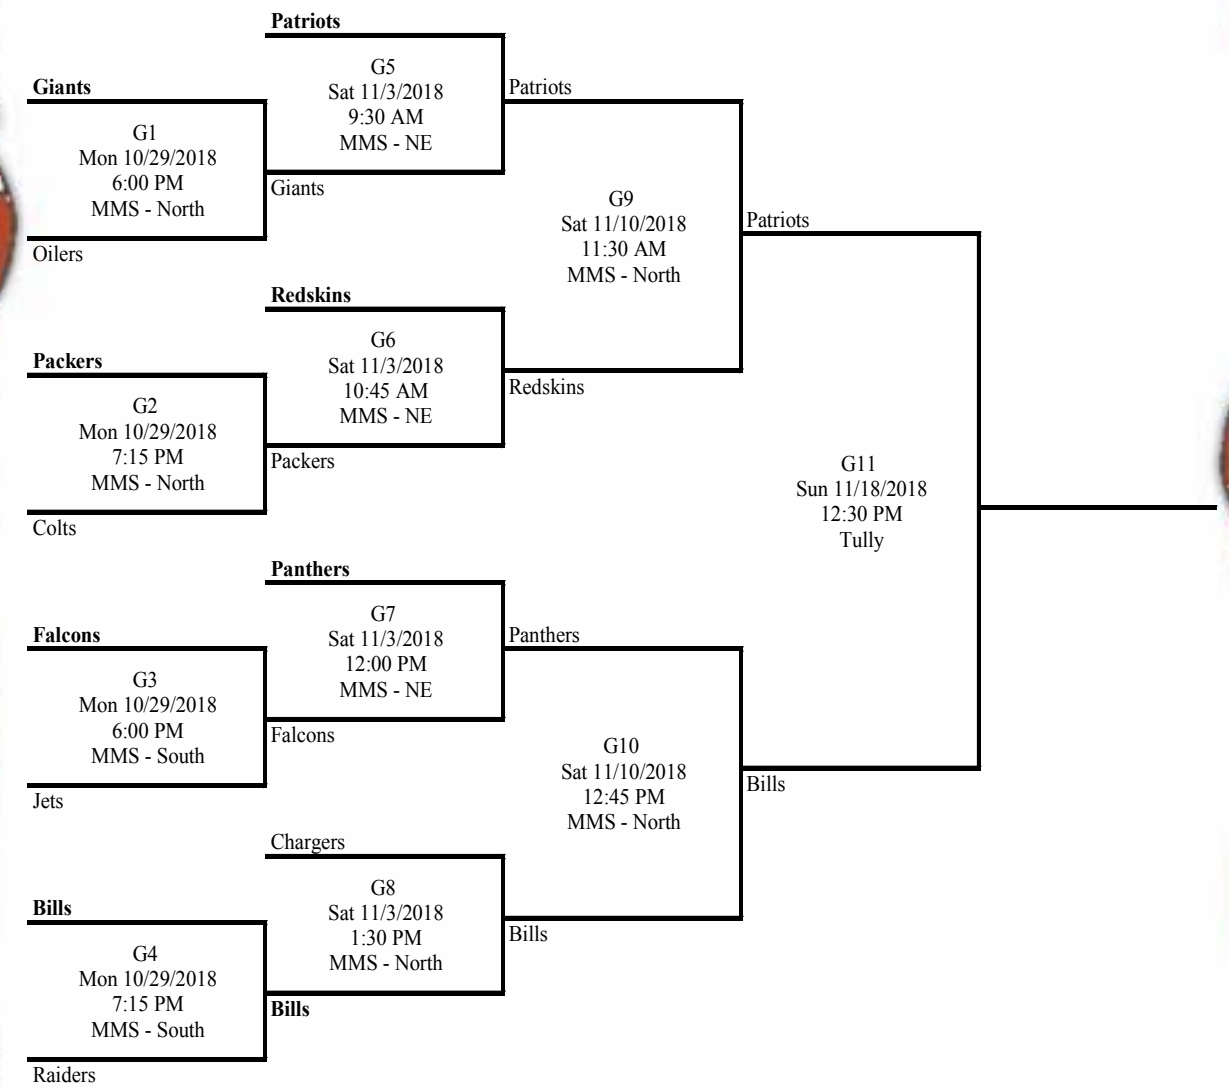 Patriots
G5
Sat 11/3/2018
9:30 AM
MMS - NE
Giants
Giants
G1
Mon 10/29/2018
6:00 PM
MMS - North
Oilers
Patriots
G9
Sat 11/10/2018
11:30 AM
MMS - North
Redskins
Redskins
G6
Sat 11/3/2018
10:45 AM
MMS - NE
Packers
Packers
G2
Mon 10/29/2018
7:15 PM
MMS - North
Colts
Patriots
G11
Sun 11/18/2018
12:30 PM
Tully
Bills
Panthers
G7
Sat 11/3/2018
12:00 PM
MMS - NE
Falcons
Falcons
G3
Mon 10/29/2018
6:00 PM
MMS - South
Jets
Panthers
G10
Sat 11/10/2018
12:45 PM
MMS - North
Bills
Chargers
G8
Sat 11/3/2018
1:30 PM
MMS - North
Bills
Bills
G4
Mon 10/29/2018
7:15 PM
MMS - South
Raiders